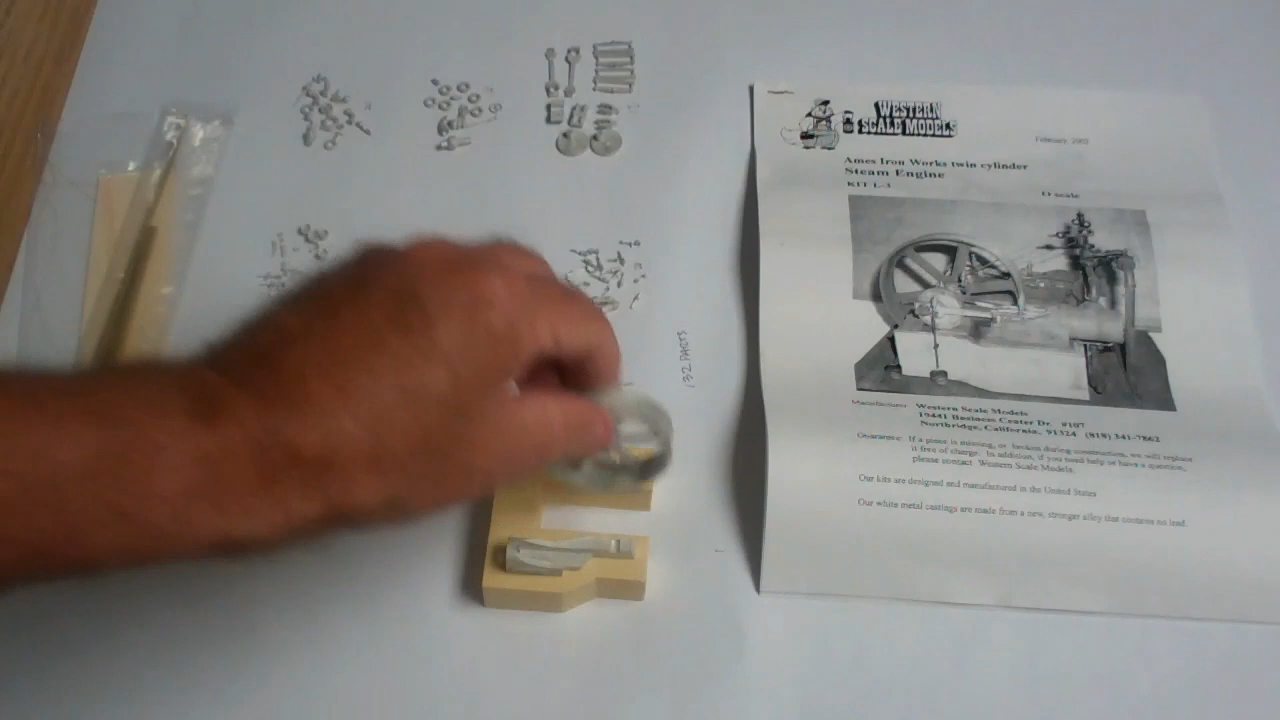 WESTERN
SCALE MODELS
February 2002
Ames Iron Works twin cylinder
Steam Engine
KIT L-3
O scale
132 PARTS
Manufacturer: Western Scale Models
19481 Business Center Dr. #107
Northridge, California, 91324 (818) 341-7862
Guarantee: If a piece is missing, or broken during construction, we will replace
it free of charge. In addition, if you need help or have a question,
please contact Western Scale Models.
Our kits are designed and manufactured in the United States
Our white metal castings are made from a new, stronger alloy that contains no lead.